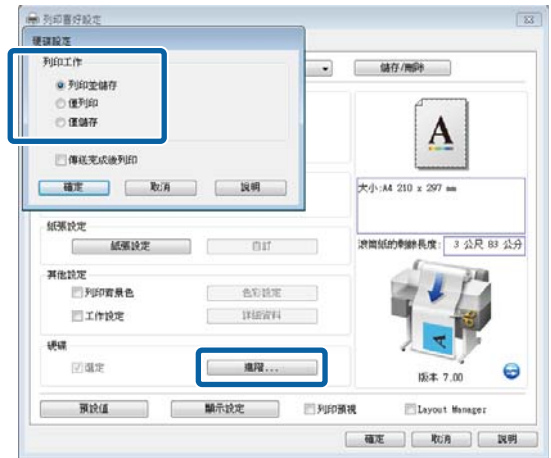 列印喜好設定
硬碟設定
列印工作
列印並儲存
僅列印
僅儲存
傳送完成後列印
確定 取消 說明
儲存/刪除
A
大小:A4 210 x 297 mm
紙張設定
紙張設定 自訂
滾筒紙的剩餘長度: 3 公尺 83 公分
其他設定
列印背景色 色彩設定
工作設定 詳細資料
硬碟
選定 進階...
版本 7.00
預設值 顯示設定 列印預視 Layout Manager
確定 取消 說明